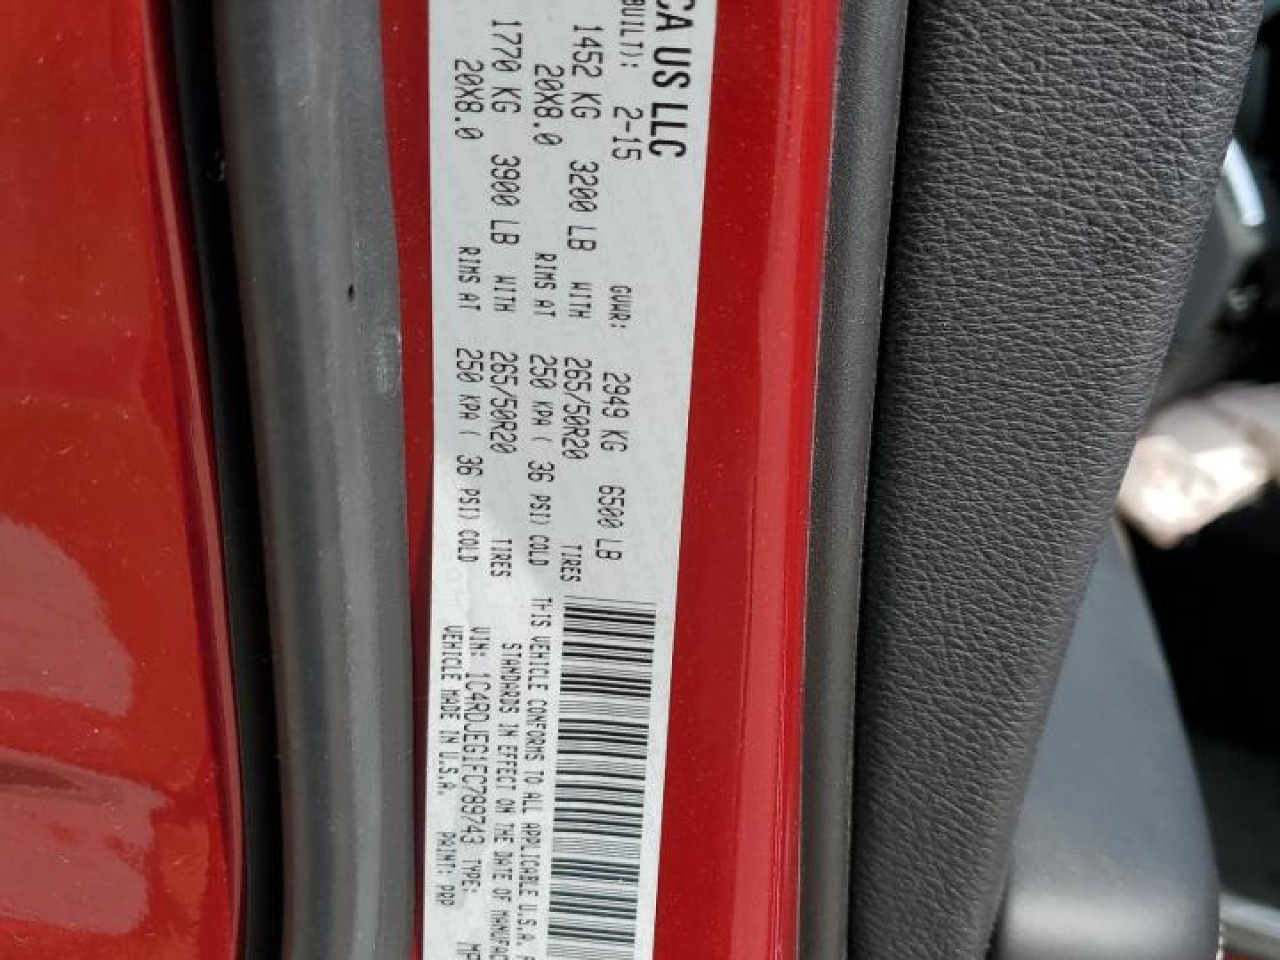 CA US LLC
BUILT): 2-15 GVWR: 2949 KG 6500 LB
1452 KG 3200 LB WITH 265/50R20 TIRES
20X8.0 RIMS AT 250 KPA ( 36 PSI) COLD
1770 KG 3900 LB WITH 265/50R20 TIRES
20X8.0 RIMS AT 250 KPA ( 36 PSI) COLD
THIS VEHICLE CONFORMS TO ALL APPLICABLE U.S.A. F
STANDARDS IN EFFECT ON THE DATE OF MANUFAC
VIN: 1C4RDJEG1FC789743 TYPE: MP
VEHICLE MADE IN U.S.A. PAINT: PRP